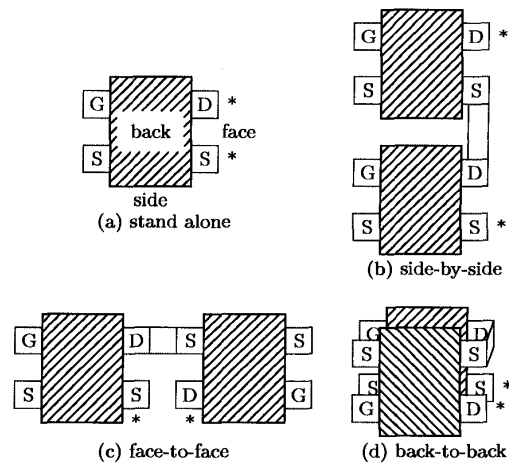 G D *
back face
S S *
side
(a) stand alone
G D *
S S
G D
S S *
(b) side-by-side
G D S S
S S D G
* *
(c) face-to-face
G D
S S
S S *
G D *
(d) back-to-back